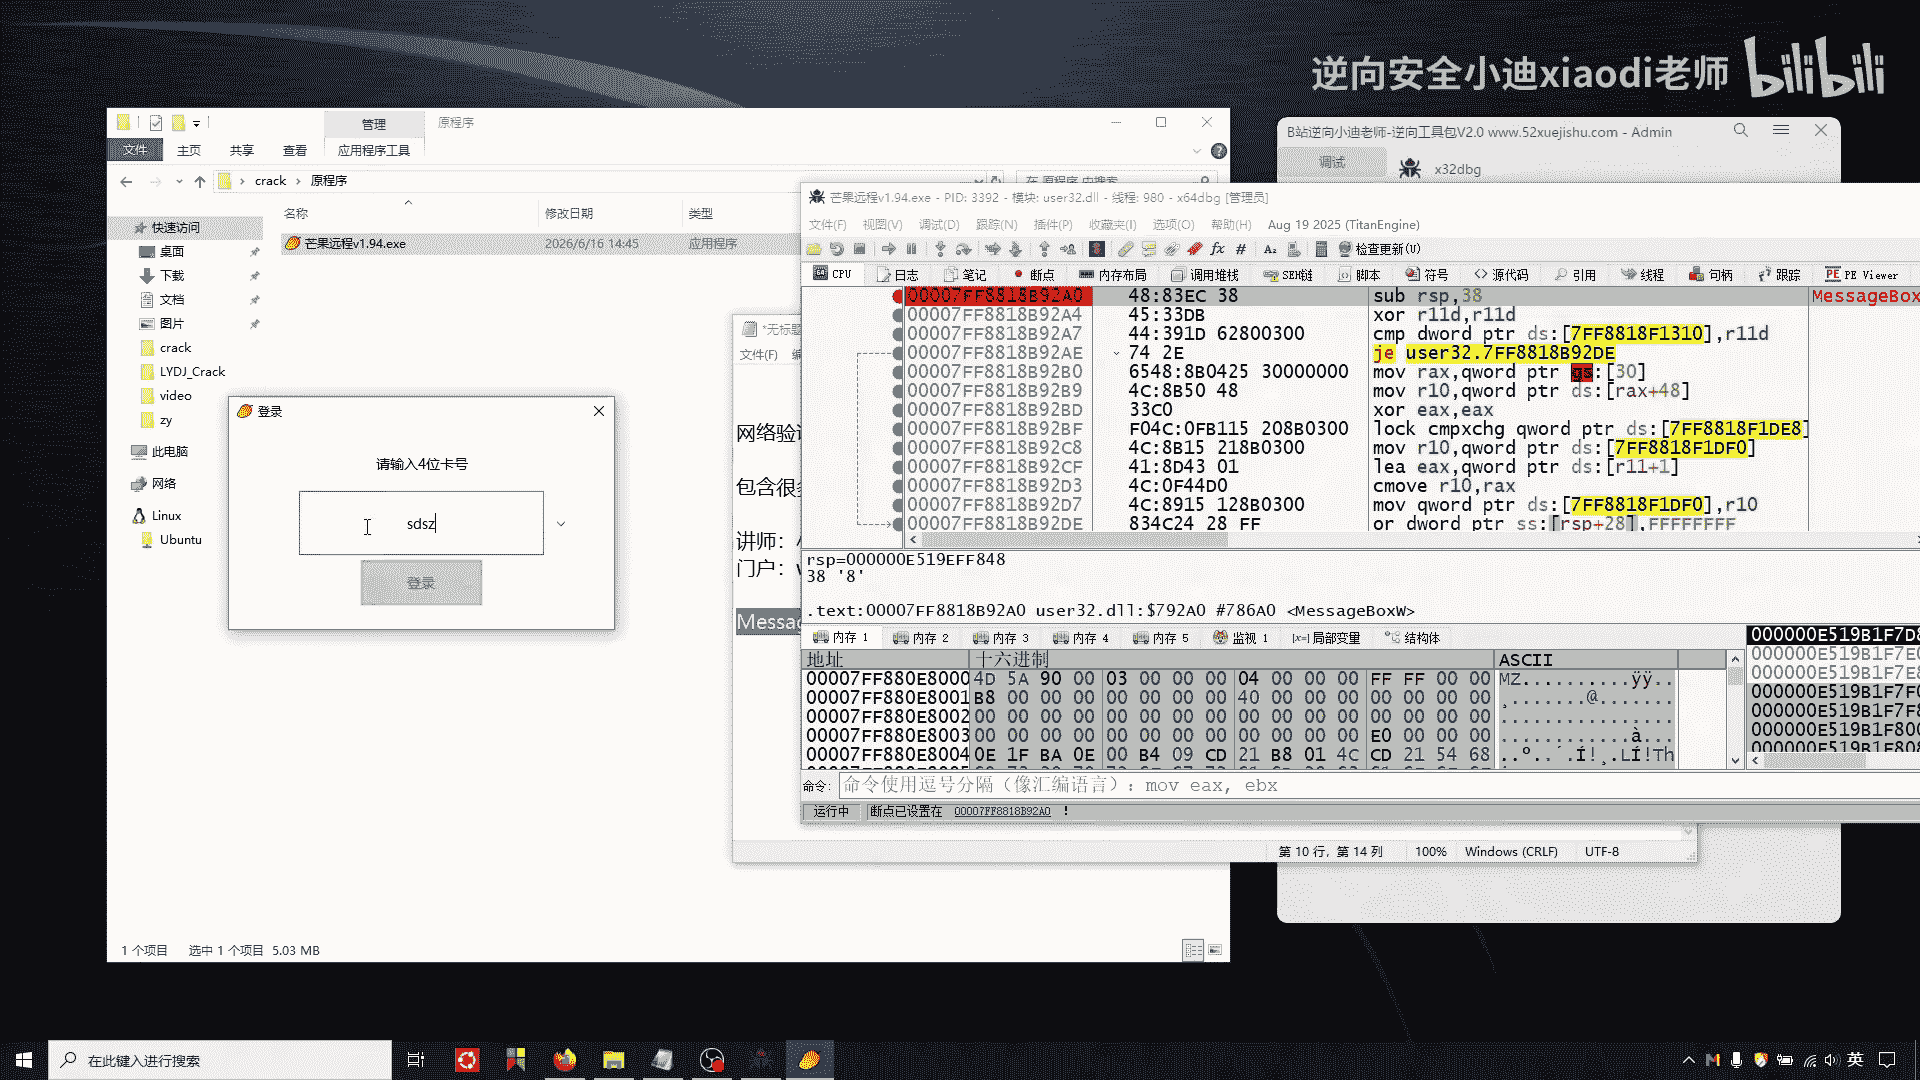 逆向安全小迪xiaodi老师 bilibili
管理
原程序
文件 主页 共享 查看 应用程序工具
crack › 原程序
名称 修改日期 类型
芒果远程v1.94.exe 2026/6/16 14:45 应用程序
快速访问
桌面
下载
文档
图片
crack
LYDJ_Crack
video
zy
此电脑
网络
Linux
Ubuntu
1 个项目 选中 1 个项目 5.03 MB
登录
请输入4位卡号
sdsz
登录
*无标题
文件(F)
包含很
讲师:
门户:
Messa
第 10 行，第 14 列 100% Windows (CRLF) UTF-8
B站逆向小迪老师-逆向工具包V2.0 www.52xuejishu.com - Admin
调试 x32dbg
芒果远程v1.94.exe - PID: 3392 - 模块: user32.dll - 线程: 980 - x64dbg [管理员]
文件(F) 视图(V) 调试(D) 跟踪(N) 插件(P) 收藏夹(I) 选项(O) 帮助(H) Aug 19 2025 (TitanEngine)
检查更新(U)
CPU 日志 笔记 断点 内存布局 调用堆栈 SEH链 脚本 符号 源代码 引用 线程 句柄 跟踪 PE Viewer
00007FF8818B92A0 48:83EC 38 sub rsp,38 MessageBox
00007FF8818B92A4 45:33DB xor r11d,r11d
00007FF8818B92A7 44:391D 62800300 cmp dword ptr ds:[7FF8818F1310],r11d
00007FF8818B92AE 74 2E je user32.7FF8818B92DE
00007FF8818B92B0 6548:8B0425 30000000 mov rax,qword ptr gs:[30]
00007FF8818B92B9 4C:8B50 48 mov r10,qword ptr ds:[rax+48]
00007FF8818B92BD 33C0 xor eax,eax
00007FF8818B92BF F04C:0FB115 208B0300 lock cmpxchg qword ptr ds:[7FF8818F1DE8]
00007FF8818B92C8 4C:8B15 218B0300 mov r10,qword ptr ds:[7FF8818F1DF0]
00007FF8818B92CF 41:8D43 01 lea eax,qword ptr ds:[r11+1]
00007FF8818B92D3 4C:0F44D0 cmove r10,rax
00007FF8818B92D7 4C:8915 128B0300 mov qword ptr ds:[7FF8818F1DF0],r10
00007FF8818B92DE 834C24 28 FF or dword ptr ss:[rsp+28],FFFFFFFF
rsp=000000E519EFF848
38 '8'
.text:00007FF8818B92A0 user32.dll:$792A0 #786A0 <MessageBoxW>
内存 1 内存 2 内存 3 内存 4 内存 5 监视 1 局部变量 结构体
地址 十六进制 ASCII
00007FF880E8000 4D 5A 90 00 03 00 00 00 04 00 00 00 FF FF 00 00 MZ..........ÿÿ..
00007FF880E8001 B8 00 00 00 00 00 00 00 40 00 00 00 00 00 00 00 ¸.......@.......
00007FF880E8002 00 00 00 00 00 00 00 00 00 00 00 00 00 00 00 00 ................
00007FF880E8003 00 00 00 00 00 00 00 00 00 00 00 00 E0 00 00 00 ............à...
00007FF880E8004 0E 1F BA 0E 00 B4 09 CD 21 B8 01 4C CD 21 54 68 ..º..´.Í!¸.LÍ!Th
000000E519B1F7D8
000000E519B1F7E
000000E519B1F7E
000000E519B1F7F
000000E519B1F7F
000000E519B1F80
命令: 命令使用逗号分隔（像汇编语言）: mov eax, ebx
运行中 断点已设置在 00007FF8818B92A0 !
在此键入进行搜索
英